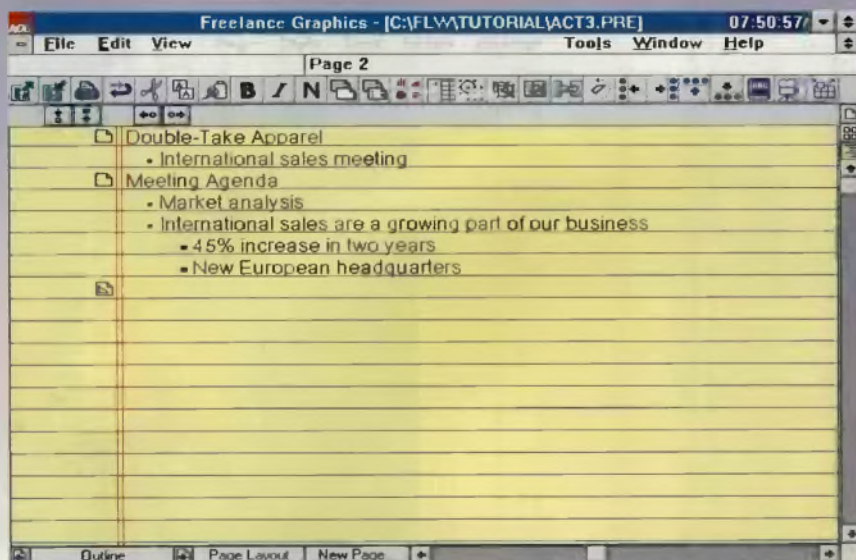 Freelance Graphics - [C:\FLW\TUTORIAL\ACT3.PRE] 07:50:57
File Edit View Tools Window Help
Page 2
B I N
Double-Take Apparel
• International sales meeting
Meeting Agenda
• Market analysis
• International sales are a growing part of our business
▪ 45% increase in two years
▪ New European headquarters
Outline Page Layout New Page